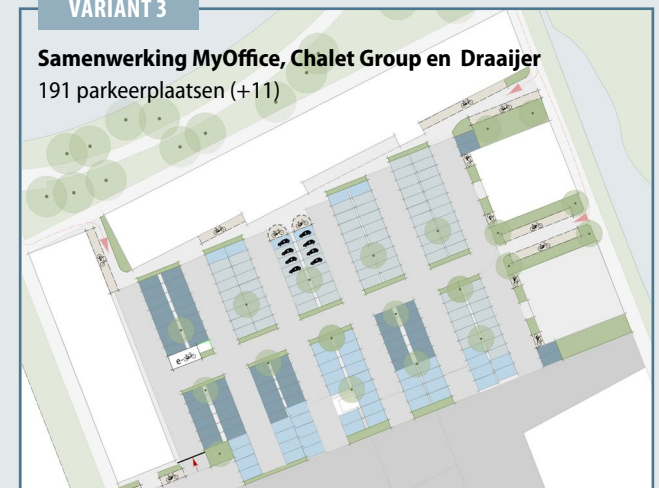 VARIANT 3
Samenwerking MyOffice, Chalet Group en Draaijer
191 parkeerplaatsen (+11)
e-